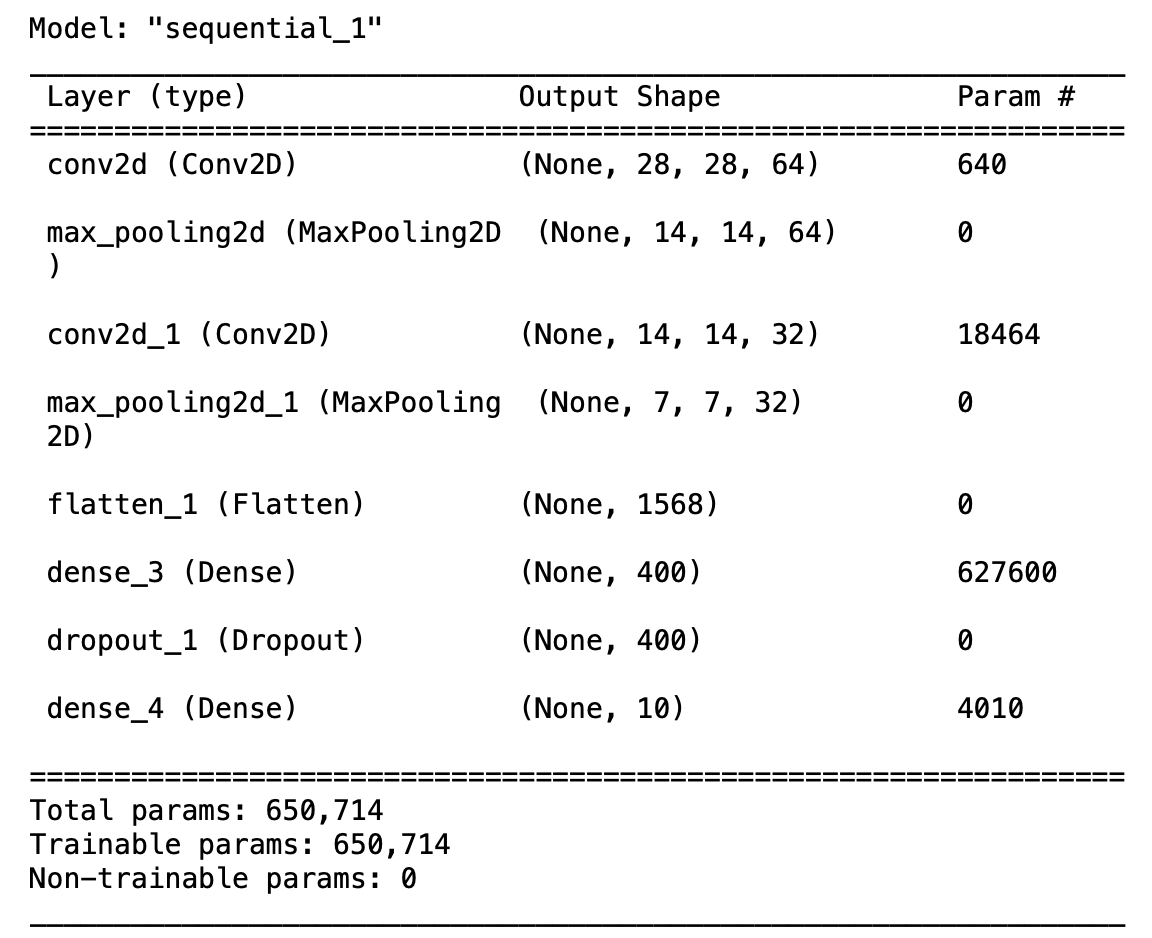 Model: "sequential_1"
Layer (type) Output Shape Param #
conv2d (Conv2D) (None, 28, 28, 64) 640
max_pooling2d (MaxPooling2D (None, 14, 14, 64) 0
)
conv2d_1 (Conv2D) (None, 14, 14, 32) 18464
max_pooling2d_1 (MaxPooling (None, 7, 7, 32) 0
2D)
flatten_1 (Flatten) (None, 1568) 0
dense_3 (Dense) (None, 400) 627600
dropout_1 (Dropout) (None, 400) 0
dense_4 (Dense) (None, 10) 4010
Total params: 650,714
Trainable params: 650,714
Non-trainable params: 0